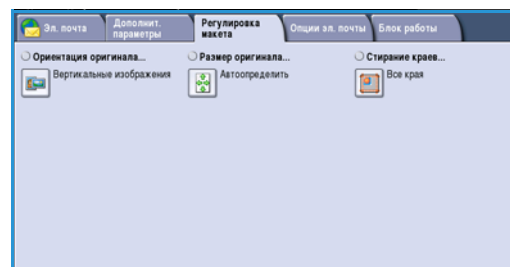 Эл. почта
Дополнит. параметры
Регулировка макета
Опции эл. почты
Блок работы
Ориентация оригинала...
Размер оригинала...
Стирание краев...
Вертикальные изображения
Автоопределить
Все края